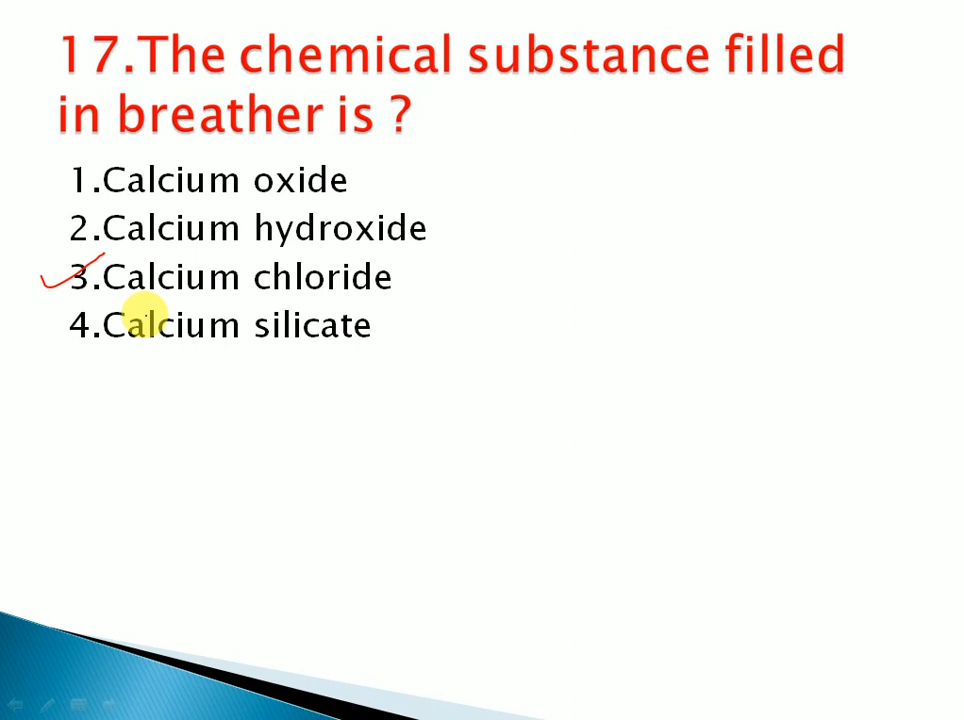 17.The chemical substance filled
in breather is ?
1.Calcium oxide
2.Calcium hydroxide
3.Calcium chloride
4.Calcium silicate